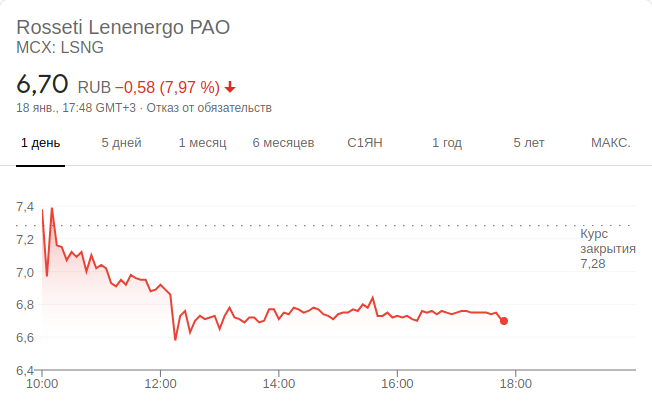 Rosseti Lenenergo PAO
MCX: LSNG
6,70 RUB −0,58 (7,97 %)
18 янв., 17:48 GMT+3 · Отказ от обязательств
1 день 5 дней 1 месяц 6 месяцев С1ЯН 1 год 5 лет МАКС.
7,4
Курс
закрытия
7,28
7,2
7,0
6,8
6,6
6,4
10:00 12:00 14:00 16:00 18:00